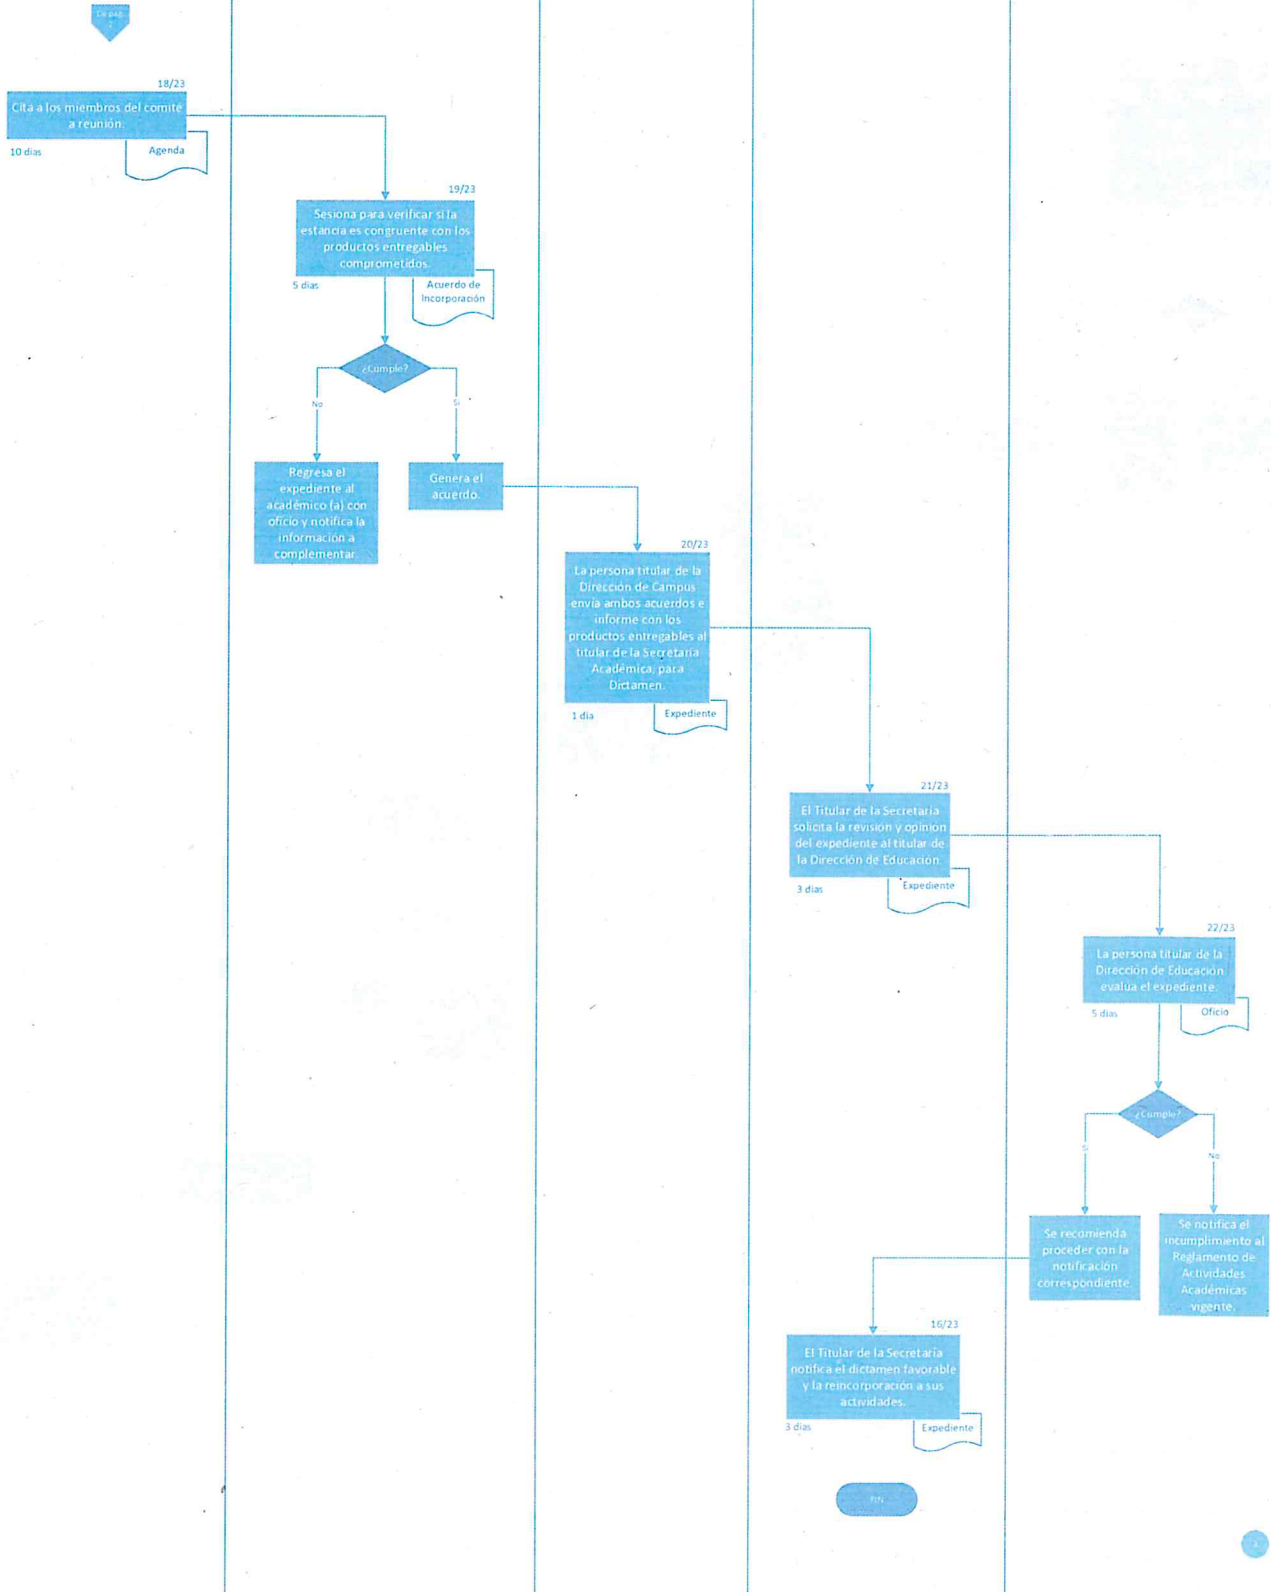 De pag.
2
18/23
Cita a los miembros del comité
a reunión.
10 días
Agenda
19/23
Sesiona para verificar si la
estancia es congruente con los
productos entregables
comprometidos.
5 días
Acuerdo de
Incorporación
¿Cumple?
No
Si
Regresa el
expediente al
académico (a) con
oficio y notifica la
información a
complementar.
Genera el
acuerdo.
20/23
La persona titular de la
Dirección de Campus
envía ambos acuerdos e
informe con los
productos entregables al
titular de la Secretaría
Académica, para
Dictamen.
1 día
Expediente
21/23
El Titular de la Secretaría
solicita la revisión y opinión
del expediente al titular de
la Dirección de Educación.
3 días
Expediente
22/23
La persona titular de la
Dirección de Educación
evalúa el expediente.
5 días
Oficio
¿Cumple?
Si
No
Se recomienda
proceder con la
notificación
correspondiente.
Se notifica el
incumplimiento al
Reglamento de
Actividades
Académicas
vigente.
16/23
El Titular de la Secretaría
notifica el dictamen favorable
y la reincorporación a sus
actividades.
3 días
Expediente
FIN